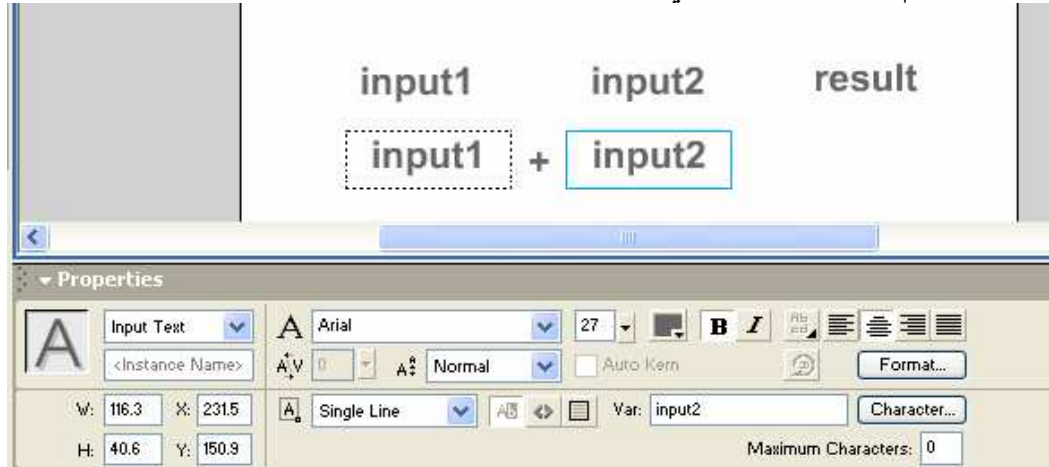 input1 input2 result
input1 + input2
Properties
A Input Text A Arial 27 B I
<Instance Name> A V 0 A Normal Auto Kern Format...
W: 116.3 X: 231.5 A Single Line Var: input2 Character...
H: 40.6 Y: 150.9 Maximum Characters: 0